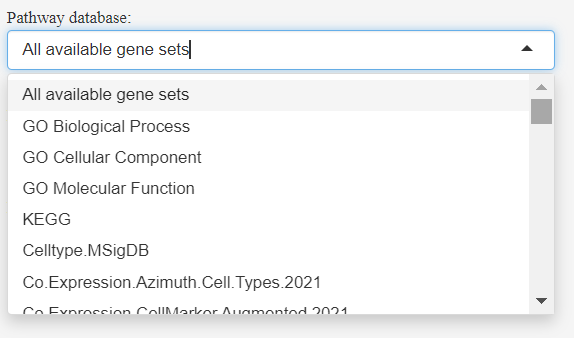 Pathway database:
All available gene sets
All available gene sets
GO Biological Process
GO Cellular Component
GO Molecular Function
KEGG
Celltype.MSigDB
Co.Expression.Azimuth.Cell.Types.2021
Co.Expression.CellMarker.Augmented.2021